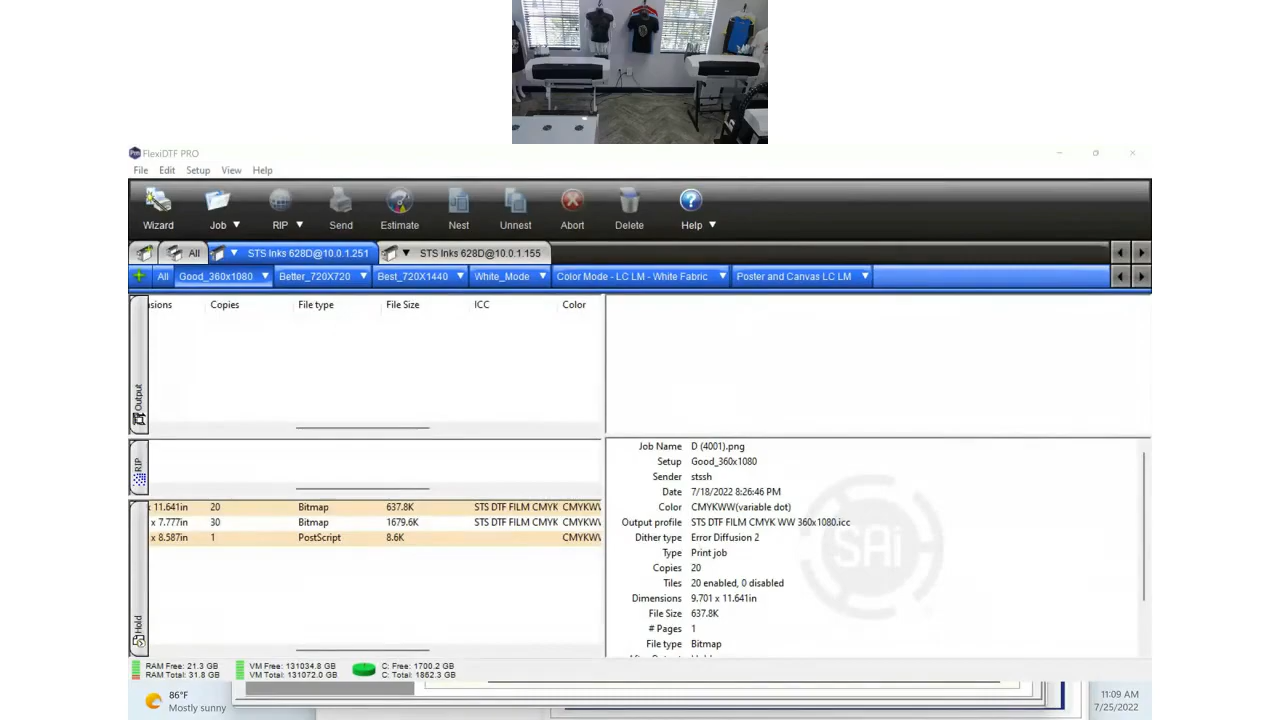 FlexiDTF PRO
File Edit Setup View Help
Wizard Job RIP Send Estimate Nest Unnest Abort Delete Help
All STS Inks 628D@10.0.1.251 STS Inks 628D@10.0.1.155
All Good_360x1080 Better_720X720 Best_720X1440 White_Mode Color Mode - LC LM - White Fabric Poster and Canvas LC LM
sions Copies File type File Size ICC Color
Output
RIP
Hold
x 11.641in 20 Bitmap 637.8K STS DTF FILM CMYK CMYKW
x 7.777in 30 Bitmap 1679.6K STS DTF FILM CMYK CMYKW
x 8.587in 1 PostScript 8.6K CMYKW
Job Name D (4001).png
Setup Good_360x1080
Sender stssh
Date 7/18/2022 8:26:46 PM
Color CMYKWW(variable dot)
Output profile STS DTF FILM CMYK WW 360x1080.icc
Dither type Error Diffusion 2
Type Print job
Copies 20
Tiles 20 enabled, 0 disabled
Dimensions 9.701 x 11.641in
File Size 637.8K
# Pages 1
File type Bitmap
SAi
RAM Free: 21.3 GB VM Free: 131034.8 GB C: Free: 1700.2 GB
RAM Total: 31.8 GB VM Total: 131072.0 GB C: Total: 1862.3 GB
86°F
Mostly sunny
11:09 AM
7/25/2022